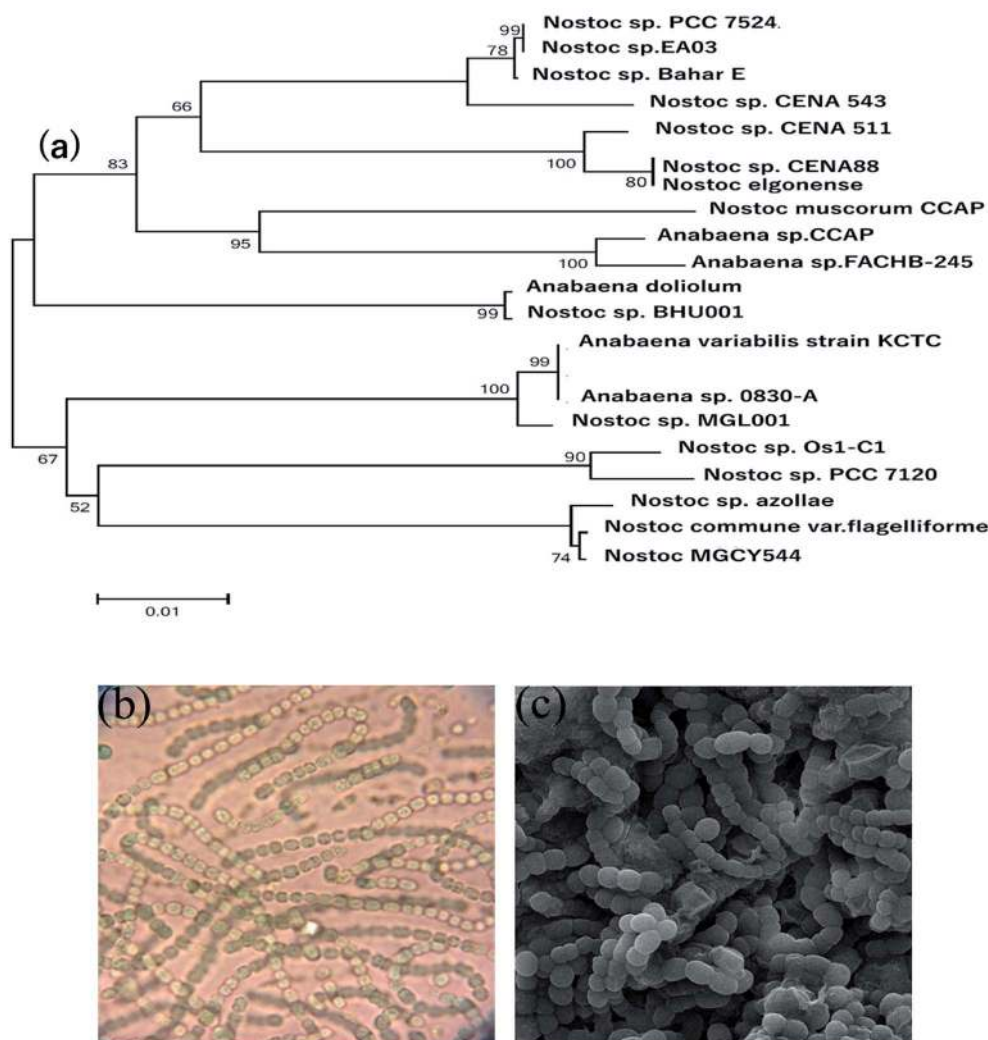 99
Nostoc sp. PCC 7524.
Nostoc sp.EA03
78
Nostoc sp. Bahar E
66
Nostoc sp. CENA 543
Nostoc sp. CENA 511
(a)
83
100
Nostoc sp. CENA88
80
Nostoc elgonense
Nostoc muscorum CCAP
95
Anabaena sp.CCAP
100
Anabaena sp.FACHB-245
Anabaena doliolum
99
Nostoc sp. BHU001
Anabaena variabilis strain KCTC
99
100
Anabaena sp. 0830-A
Nostoc sp. MGL001
67
Nostoc sp. Os1-C1
90
Nostoc sp. PCC 7120
52
Nostoc sp. azollae
Nostoc commune var.flagelliforme
74
Nostoc MGCY544
0.01
(b)
(c)